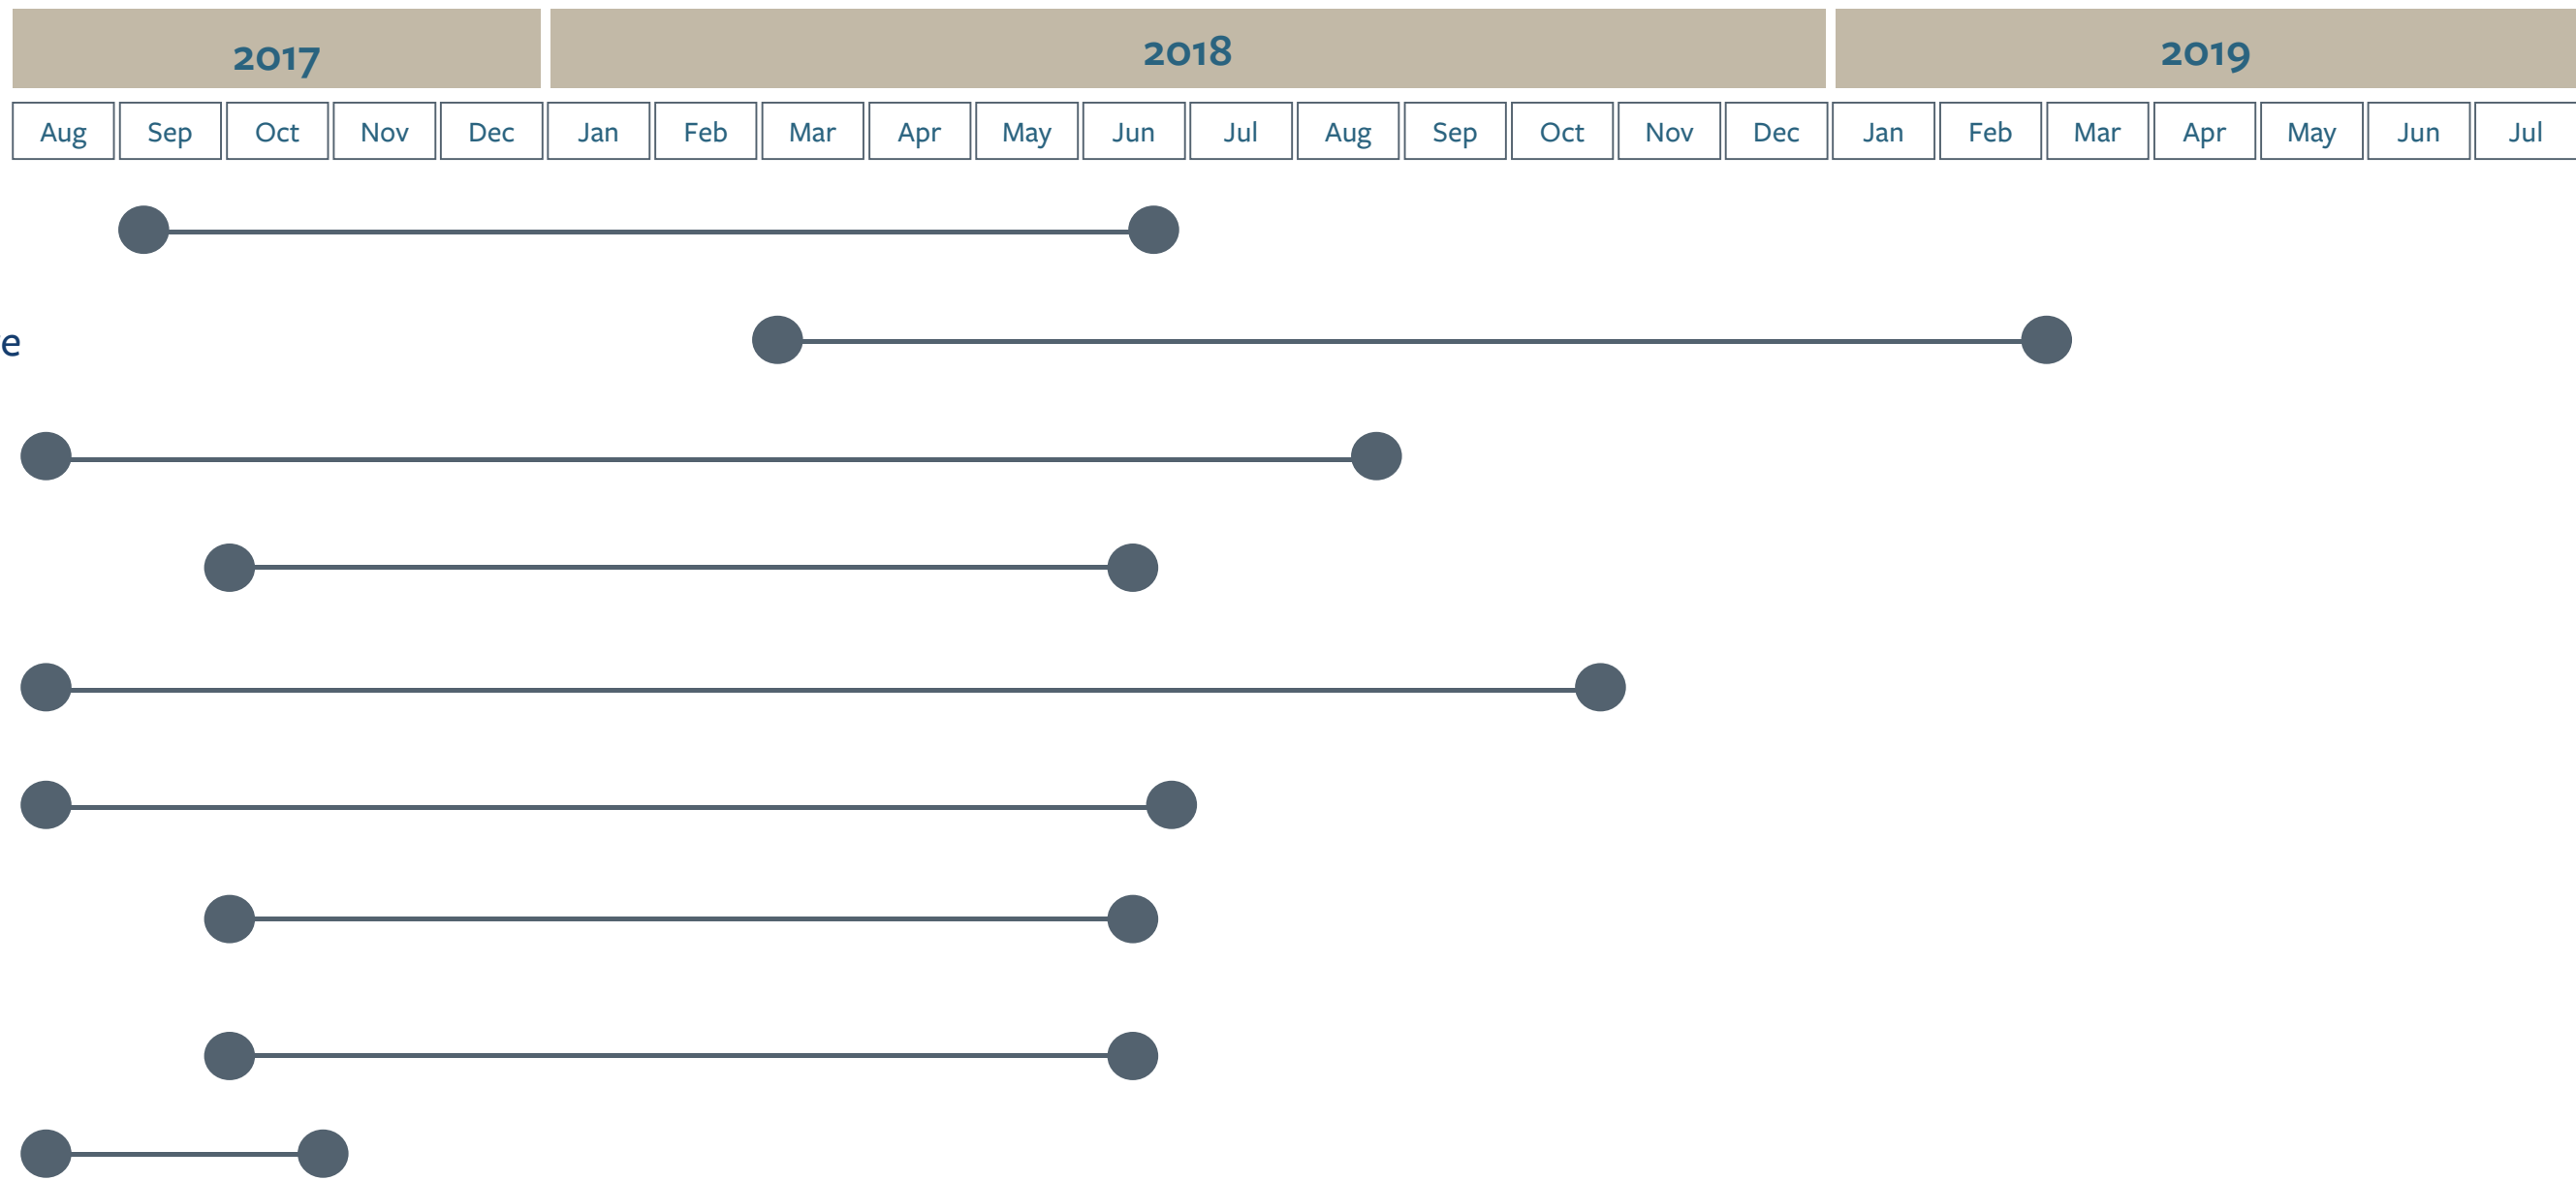 2017 2018 2019
Aug Sep Oct Nov Dec Jan Feb Mar Apr May Jun Jul Aug Sep Oct Nov Dec Jan Feb Mar Apr May Jun Jul
e